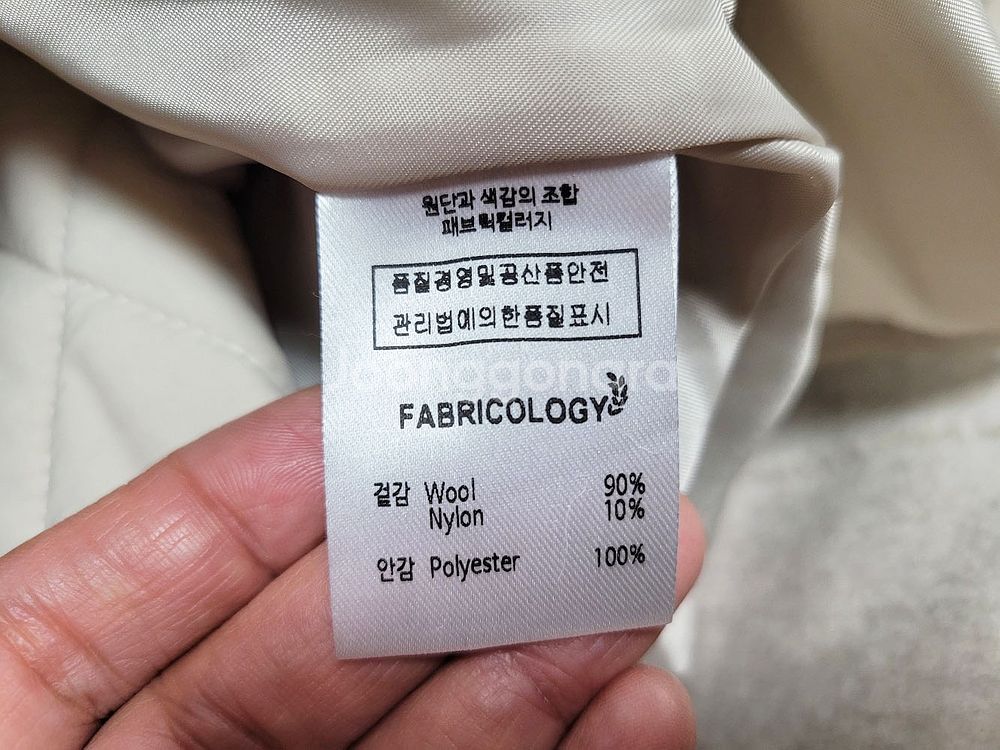 원단과 색감의 조합
패브릭컬러지
품질경영및공산품안전
관리법에의한품질표시
Joonggonara
FABRICOLOGY
겉감 Wool 90%
Nylon 10%
안감 Polyester 100%